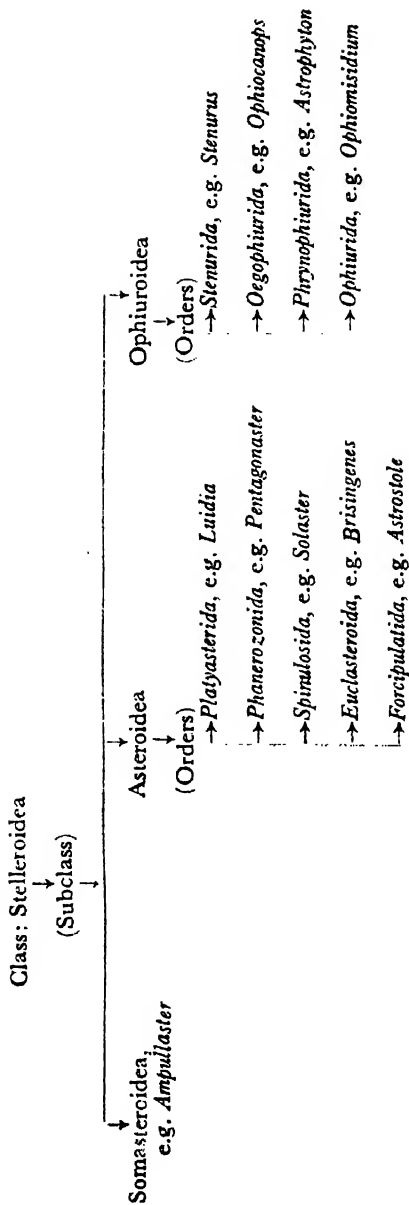 Class: Stelleroidea
(Subclass)
Somasteroidea,
e.g. Ampullaster
Asteroidea
(Orders)
→Platyasterida, e.g. Luidia
→Phanerozonida, e.g. Pentagonaster
→Spinulosida, e.g. Solaster
→Euclasteroida, e.g. Brisingenes
→Forcipulatida, e.g. Astrostole
Ophiuroidea
(Orders)
→Stenurida, e.g. Stenurus
→Oegophiurida, e.g. Ophiocanops
→Phrynophiurida, e.g. Astrophyton
→Ophiurida, e.g. Ophiomisidium